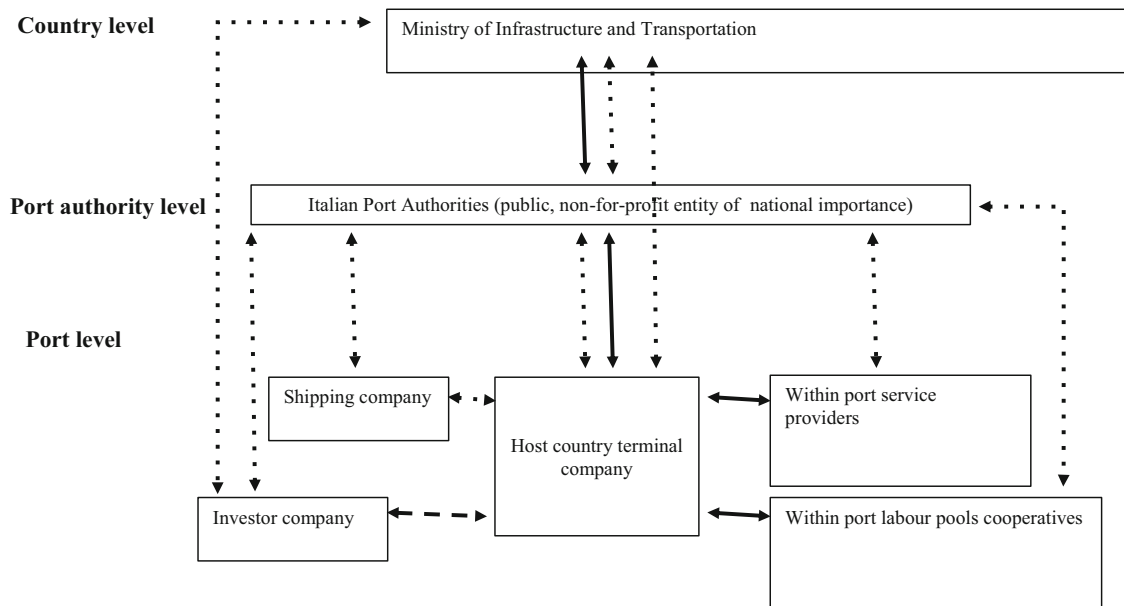 Country level
Ministry of Infrastructure and Transportation
Port authority level
Italian Port Authorities (public, non-for-profit entity of national importance)
Port level
Shipping company
Host country terminal
company
Within port service
providers
Investor company
Within port labour pools cooperatives